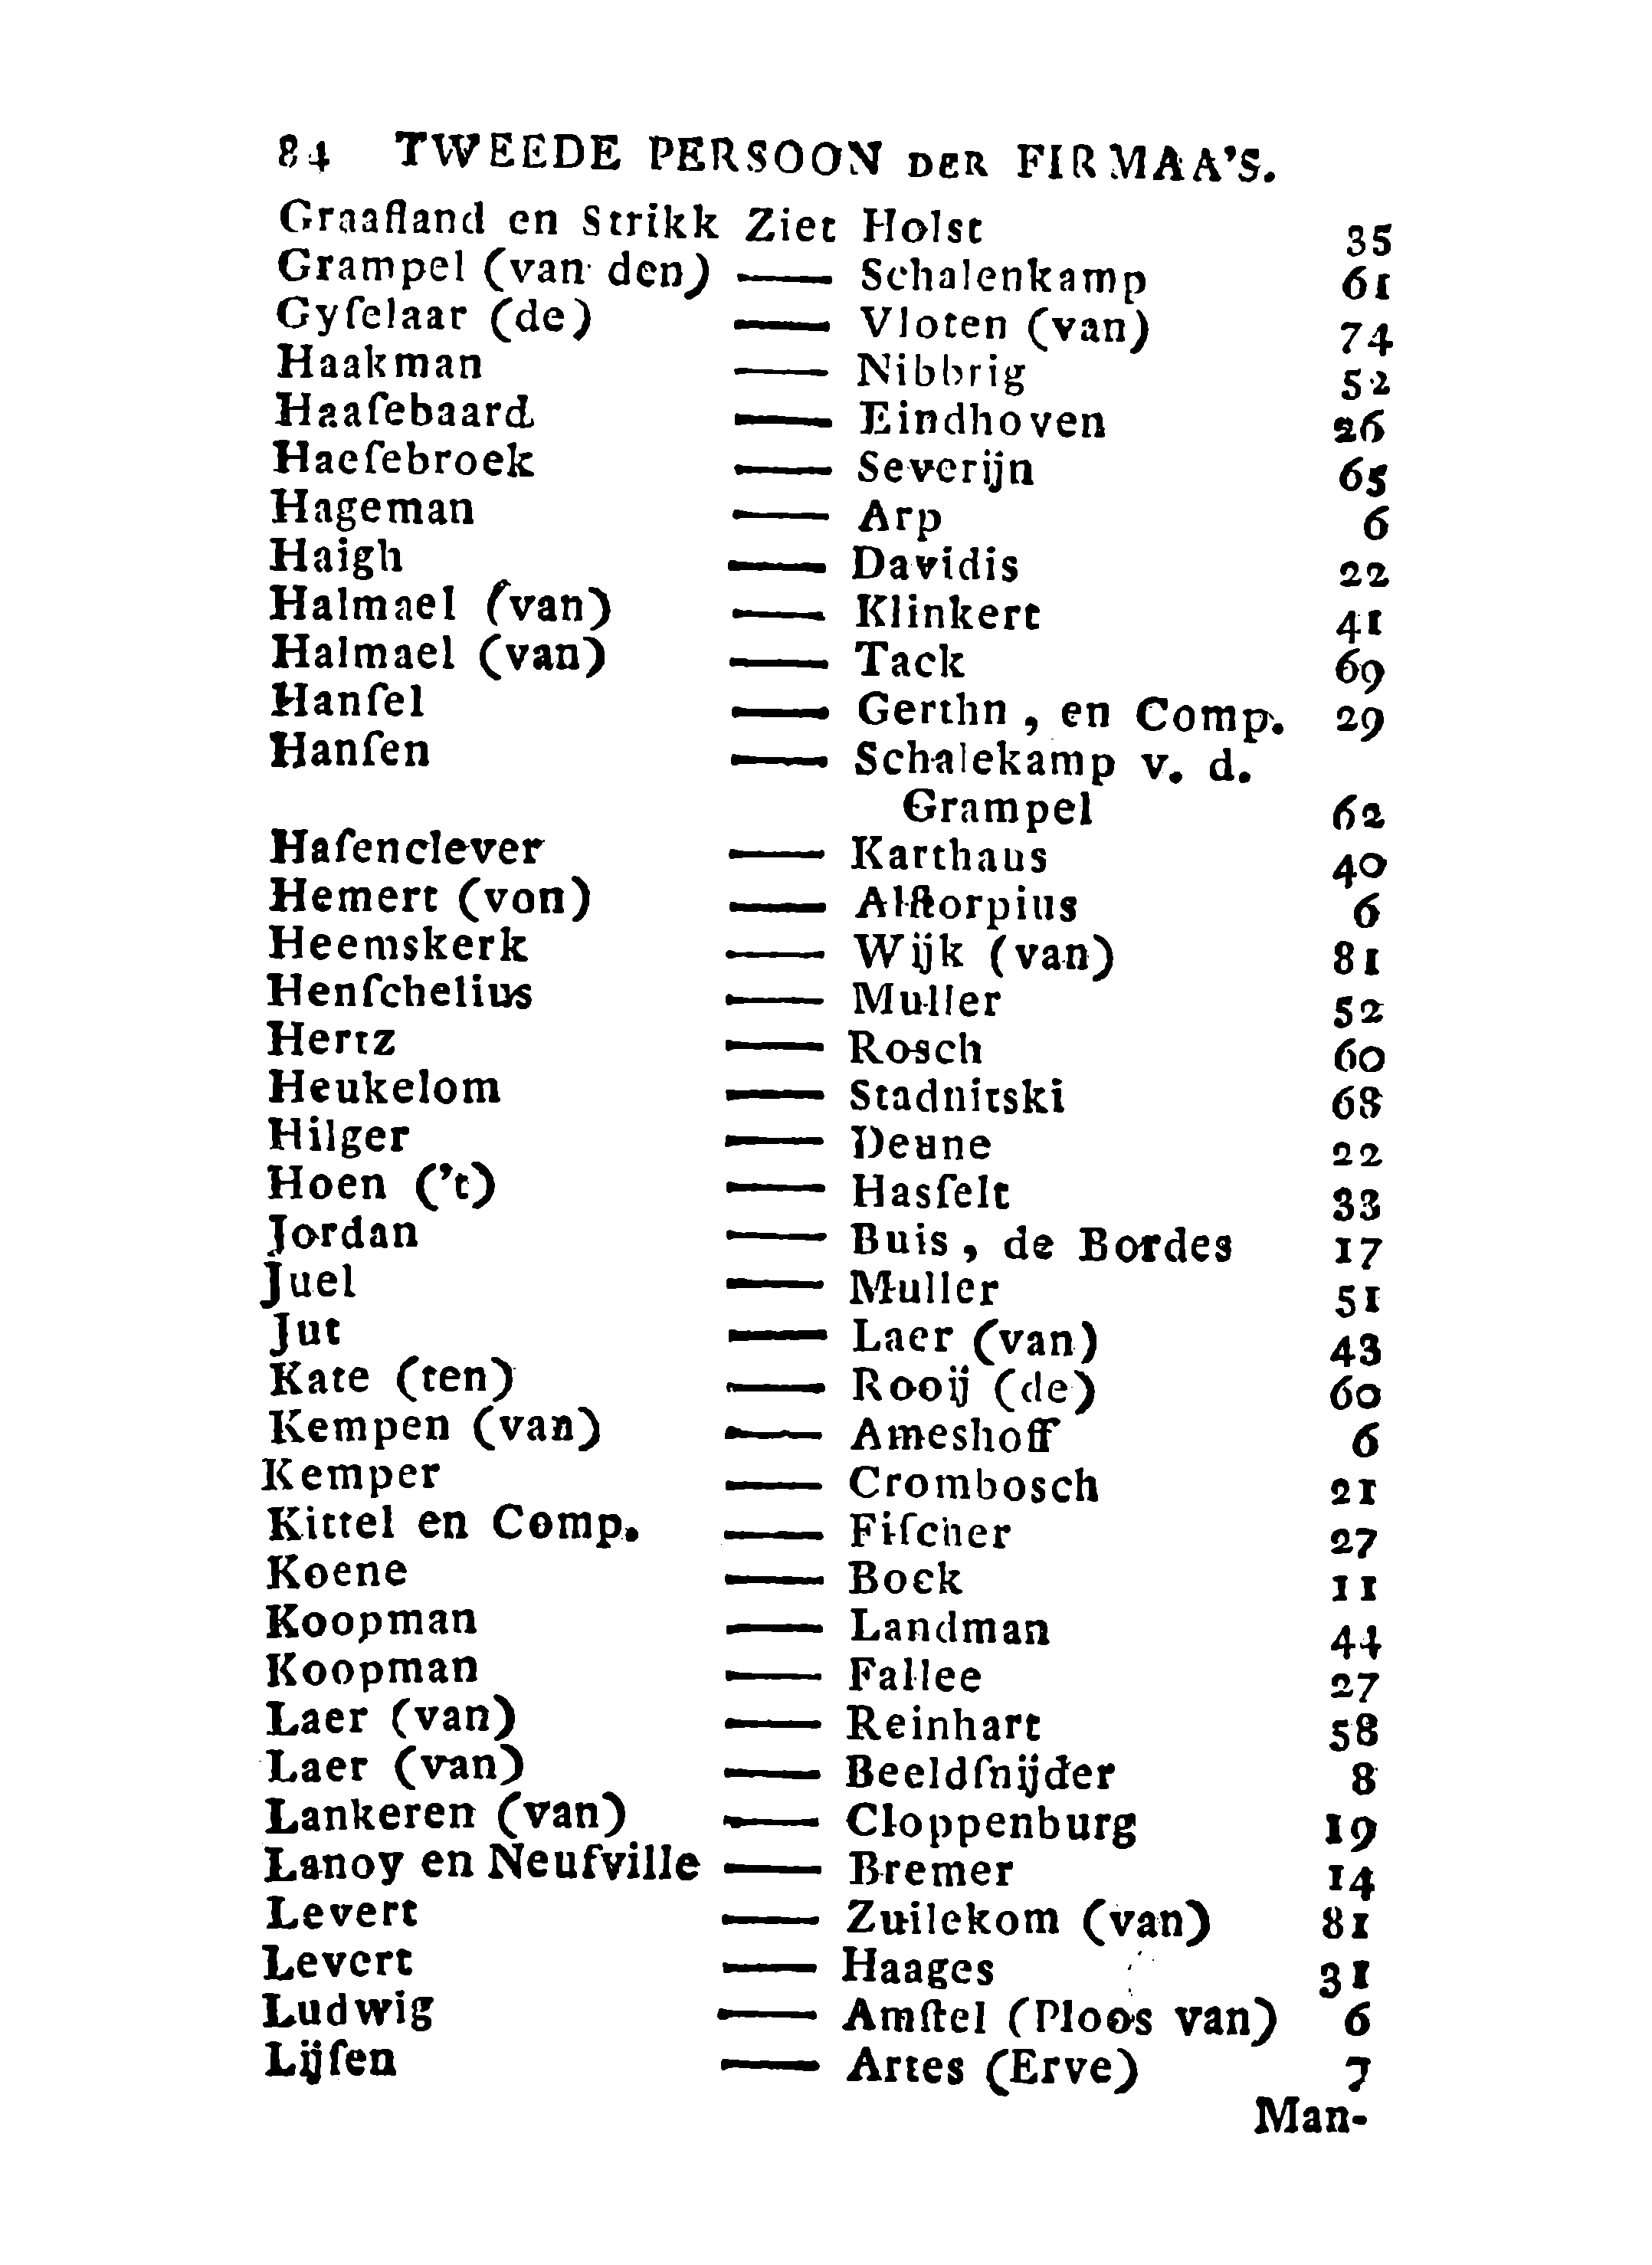 84 TWEEDE PERSOON DER FIRMAA'S.
Graafland en Strikk Ziet Holst 35
Grampel (van den) —— Schalenkamp 61
Gyſelaar (de) —— Vloten (van) 74
Haakman —— Nibbrig 52
Haaſebaard —— Eindhoven 26
Haeſebroek —— Severijn 65
Hageman —— Arp 6
Haigh —— Davidis 22
Halmael (van) —— Klinkert 41
Halmael (van) —— Tack 69
Hanſel —— Gerthn, en Comp. 29
Hanſen —— Schalekamp v. d.
Grampel 62
Haſenclever —— Karthaus 40
Hemert (von) —— Alſtorpius 6
Heemskerk —— Wijk (van) 81
Henſchelius —— Muller 52
Hertz —— Rosch 60
Heukelom —— Stadnitski 68
Hilger —— Deune 22
Hoen ('t) —— Hasſelt 33
Jordan —— Buis, de Bordes 17
Juel —— Muller 51
Jut —— Laer (van) 43
Kate (ten) —— Rooij (de) 60
Kempen (van) —— Ameshoff 6
Kemper —— Crombosch 21
Kittel en Comp. —— Fiſcher 27
Koene —— Bock 11
Koopman —— Landman 44
Koopman —— Fallee 27
Laer (van) —— Reinhart 58
Laer (van) —— Beeldſnijder 8
Lankeren (van) —— Cloppenburg 19
Lanoy en Neufville —— Bremer 14
Levert —— Zuilekom (van) 81
Levert —— Haages 31
Ludwig —— Amſtel (Ploos van) 6
Lijſen —— Artes (Erve) 7
Man-